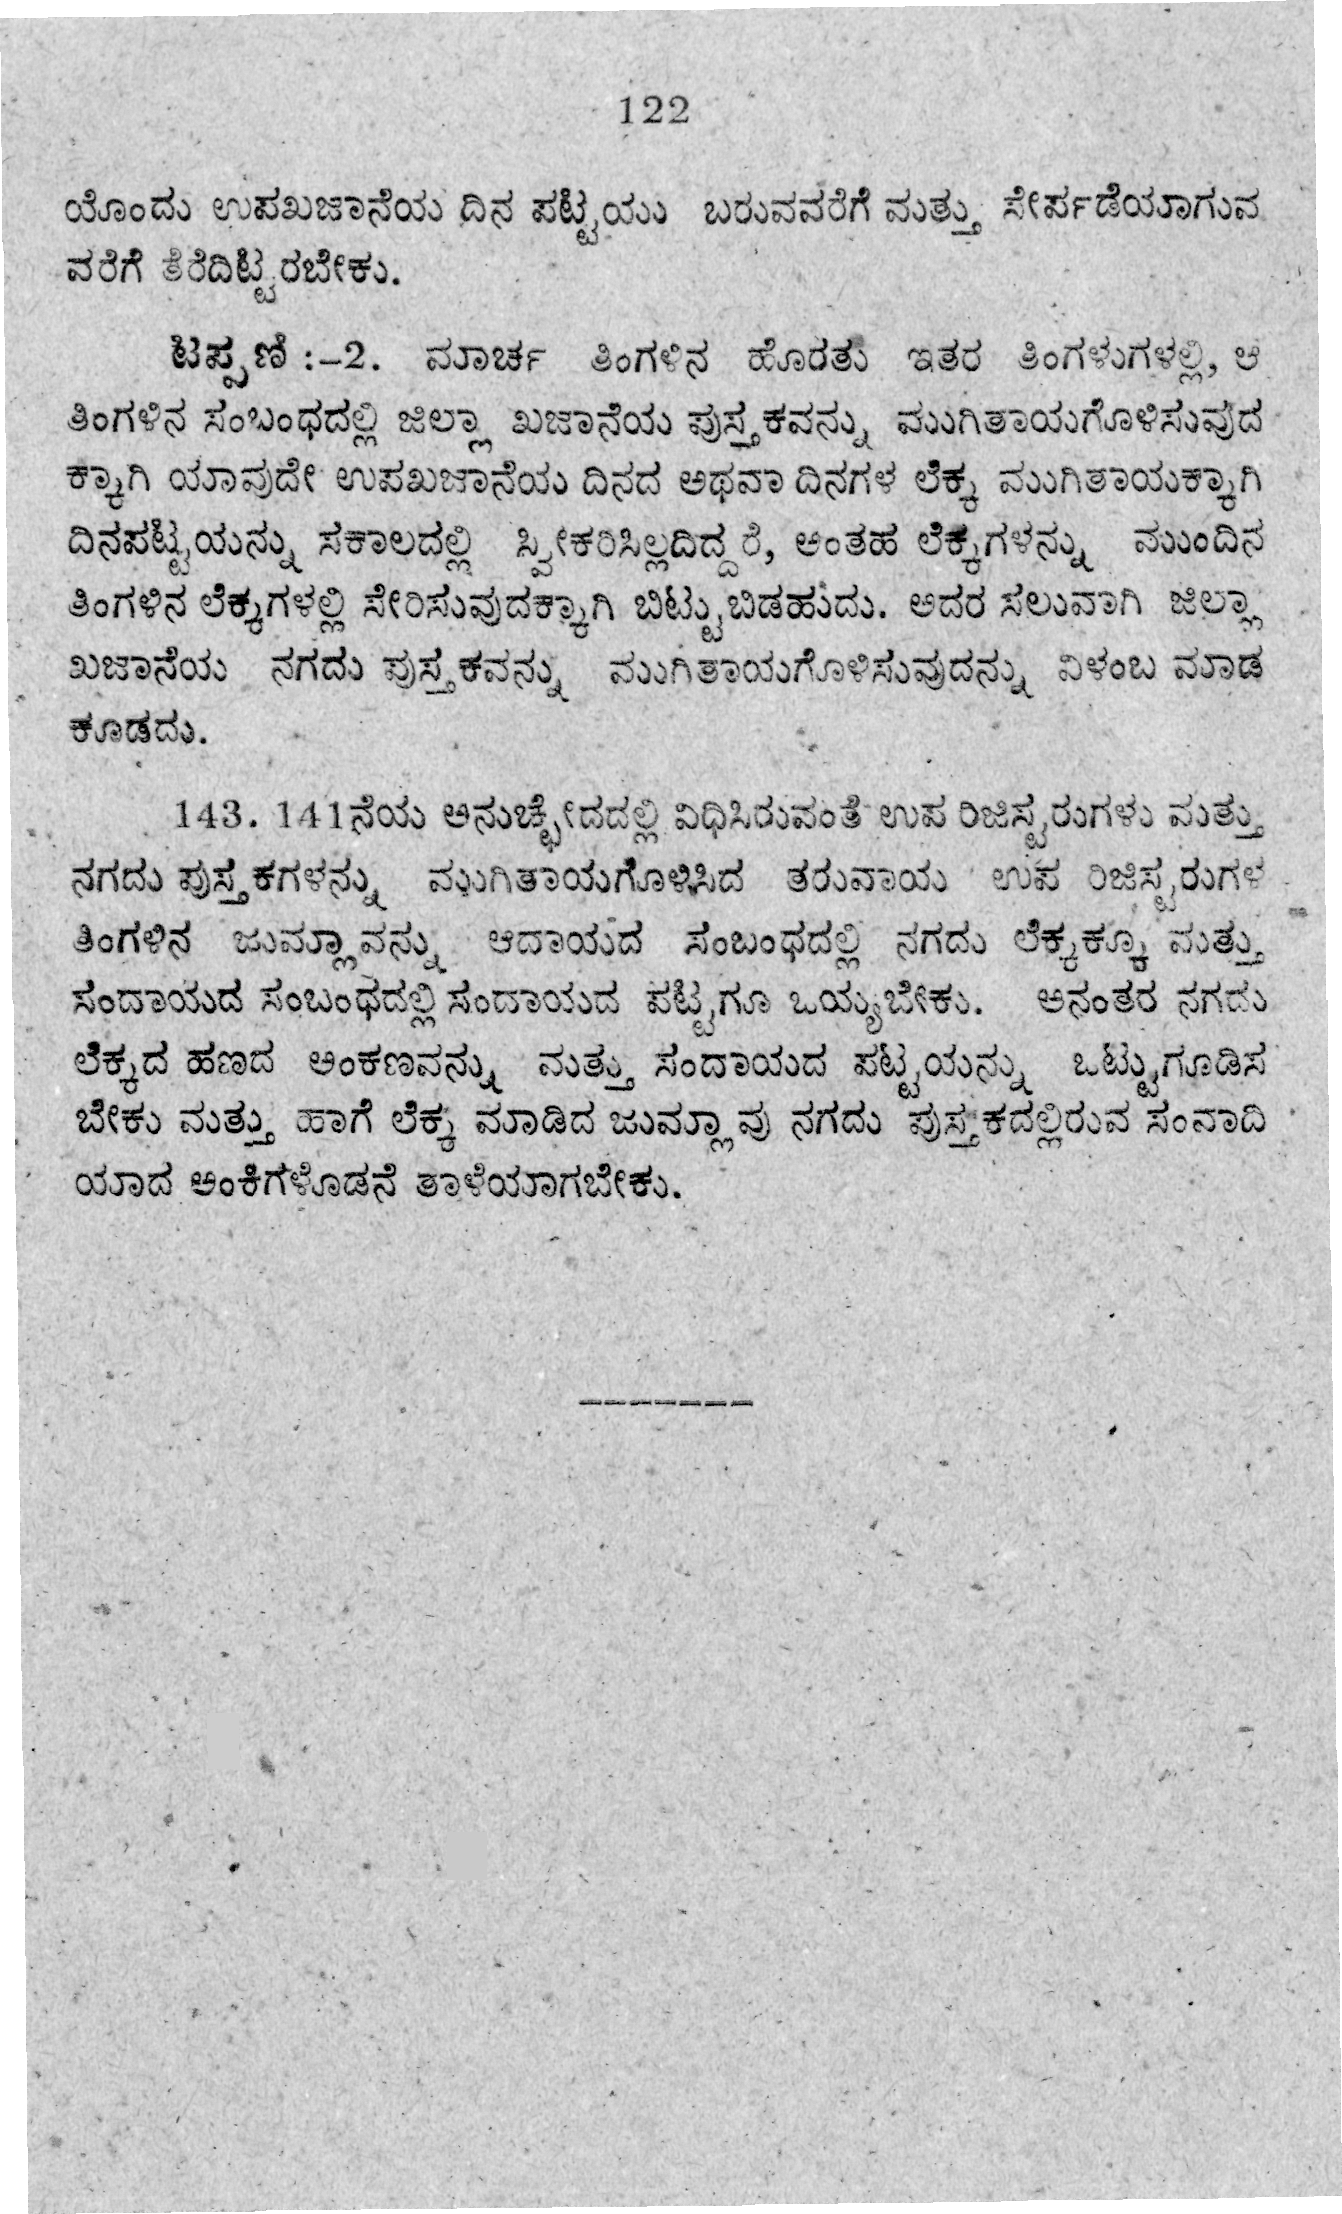 122
ಯೊಂದು ಉಪಖಜಾನೆಯ ದಿನ ಪಟ್ಟಿಯು ಬರುವವರೆಗೆ ಮತ್ತು ಸೇರ್ಪಡೆಯಾಗುವ
ವರೆಗೆ ತೆರೆದಿಟ್ಟಿರಬೇಕು.
ಟಿಪ್ಪಣಿ :–2. ಮಾರ್ಚ ತಿಂಗಳಿನ ಹೊರತು ಇತರ ತಿಂಗಳುಗಳಲ್ಲಿ, ಆ
ತಿಂಗಳಿನ ಸಂಬಂಧದಲ್ಲಿ ಜಿಲ್ಲಾ ಖಜಾನೆಯ ಪುಸ್ತಕವನ್ನು ಮುಗಿತಾಯಗೊಳಿಸುವುದ
ಕ್ಕಾಗಿ ಯಾವುದೇ ಉಪಖಜಾನೆಯ ದಿನದ ಅಥವಾ ದಿನಗಳ ಲೆಕ್ಕ ಮುಗಿತಾಯಕ್ಕಾಗಿ
ದಿನಪಟ್ಟಿಯನ್ನು ಸಕಾಲದಲ್ಲಿ ಸ್ವೀಕರಿಸಿಲ್ಲದಿದ್ದರೆ, ಅಂತಹ ಲೆಕ್ಕಗಳನ್ನು ಮುಂದಿನ
ತಿಂಗಳಿನ ಲೆಕ್ಕಗಳಲ್ಲಿ ಸೇರಿಸುವುದಕ್ಕಾಗಿ ಬಿಟ್ಟುಬಿಡಹುದು. ಅದರ ಸಲುವಾಗಿ ಜಿಲ್ಲಾ
ಖಜಾನೆಯ ನಗದು ಪುಸ್ತಕವನ್ನು ಮುಗಿತಾಯಗೊಳಿಸುವುದನ್ನು ವಿಳಂಬ ಮಾಡ
ಕೂಡದು.
143. 141ನೆಯ ಅನುಚ್ಛೇದದಲ್ಲಿ ವಿಧಿಸಿರುವಂತೆ ಉಪ ರಿಜಿಸ್ಟರುಗಳು ಮತ್ತು
ನಗದು ಪುಸ್ತಕಗಳನ್ನು ಮುಗಿತಾಯಗೊಳಿಸಿದ ತರುವಾಯ ಉಪ ರಿಜಿಸ್ಟರುಗಳ
ತಿಂಗಳಿನ ಜುಮ್ಲಾವನ್ನು ಆದಾಯದ ಸಂಬಂಧದಲ್ಲಿ ನಗದು ಲೆಕ್ಕಕ್ಕೂ ಮತ್ತು
ಸಂದಾಯದ ಸಂಬಂಧದಲ್ಲಿ ಸಂದಾಯದ ಪಟ್ಟಿಗೂ ಒಯ್ಯಬೇಕು. ಅನಂತರ ನಗದು
ಲೆಕ್ಕದ ಹಣದ ಅಂಕಣವನ್ನು ಮತ್ತು ಸಂದಾಯದ ಪಟ್ಟಿಯನ್ನು ಒಟ್ಟುಗೂಡಿಸ
ಬೇಕು ಮತ್ತು ಹಾಗೆ ಲೆಕ್ಕ ಮಾಡಿದ ಜುಮ್ಲಾವು ನಗದು ಪುಸ್ತಕದಲ್ಲಿರುವ ಸಂವಾದಿ
ಯಾದ ಅಂಕಿಗಳೊಡನೆ ತಾಳೆಯಾಗಬೇಕು.